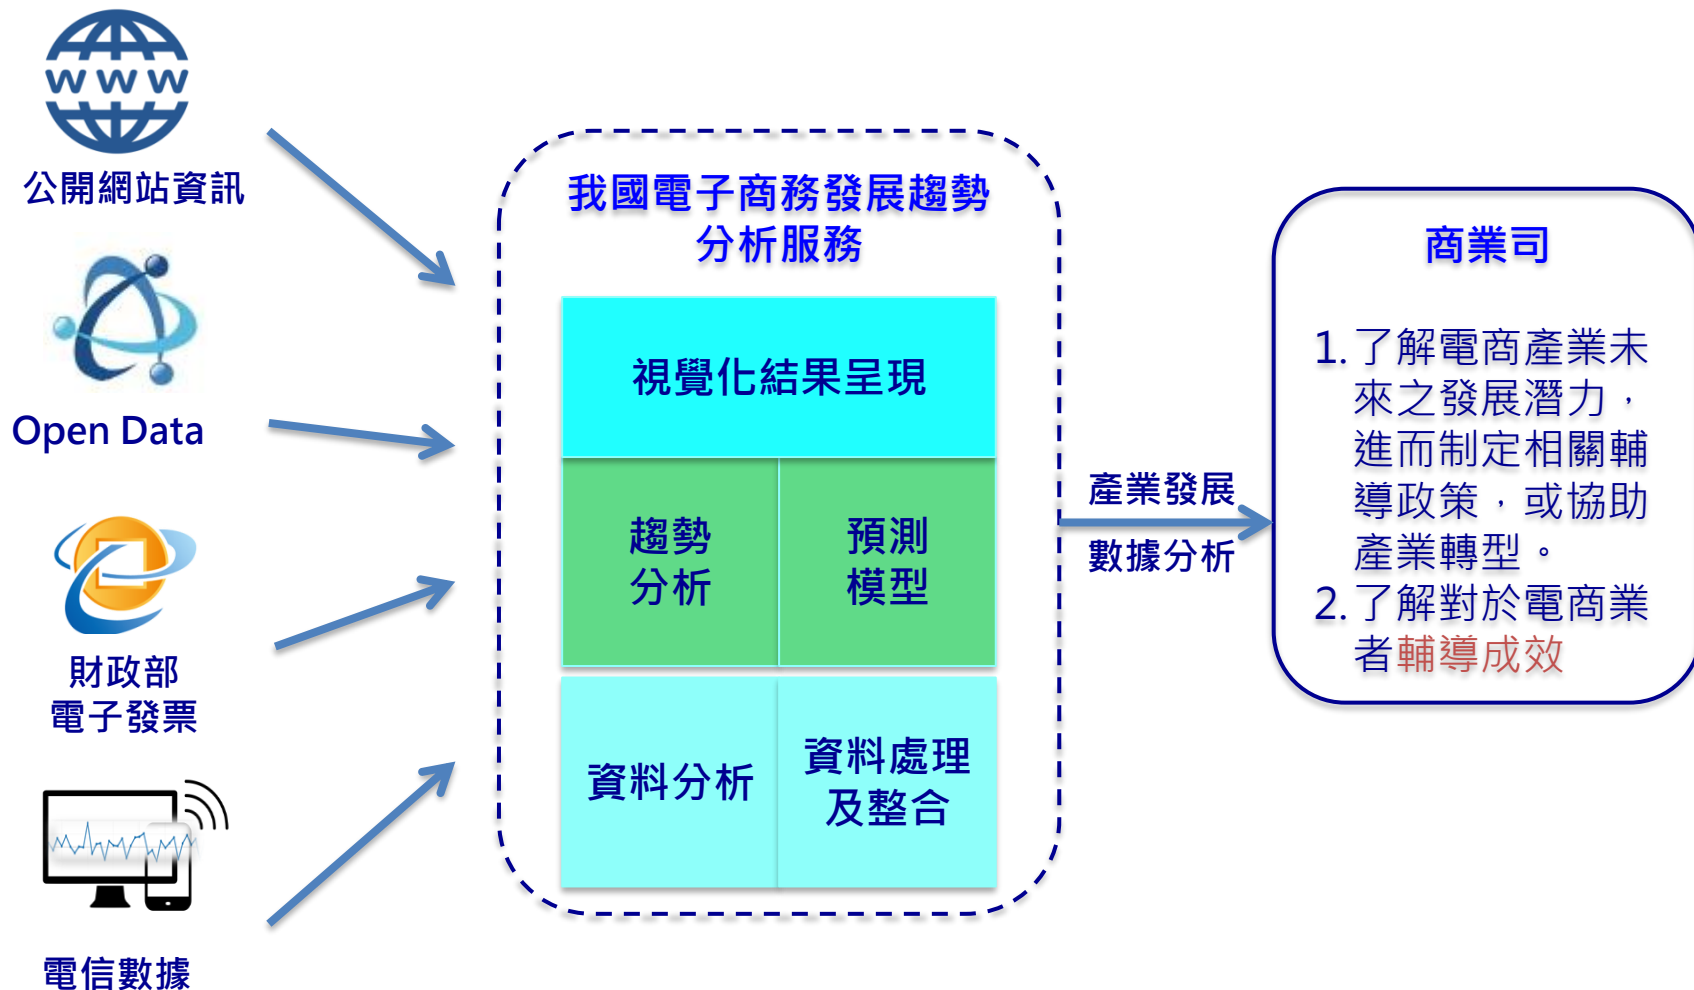 WWW
公開網站資訊
Open Data
財政部
電子發票
電信數據
我國電子商務發展趨勢
分析服務
視覺化結果呈現
趨勢
分析
預測
模型
資料分析
資料處理
及整合
產業發展
數據分析
商業司
1. 了解電商產業未
來之發展潛力，
進而制定相關輔
導政策，或協助
產業轉型。
2. 了解對於電商業
者輔導成效